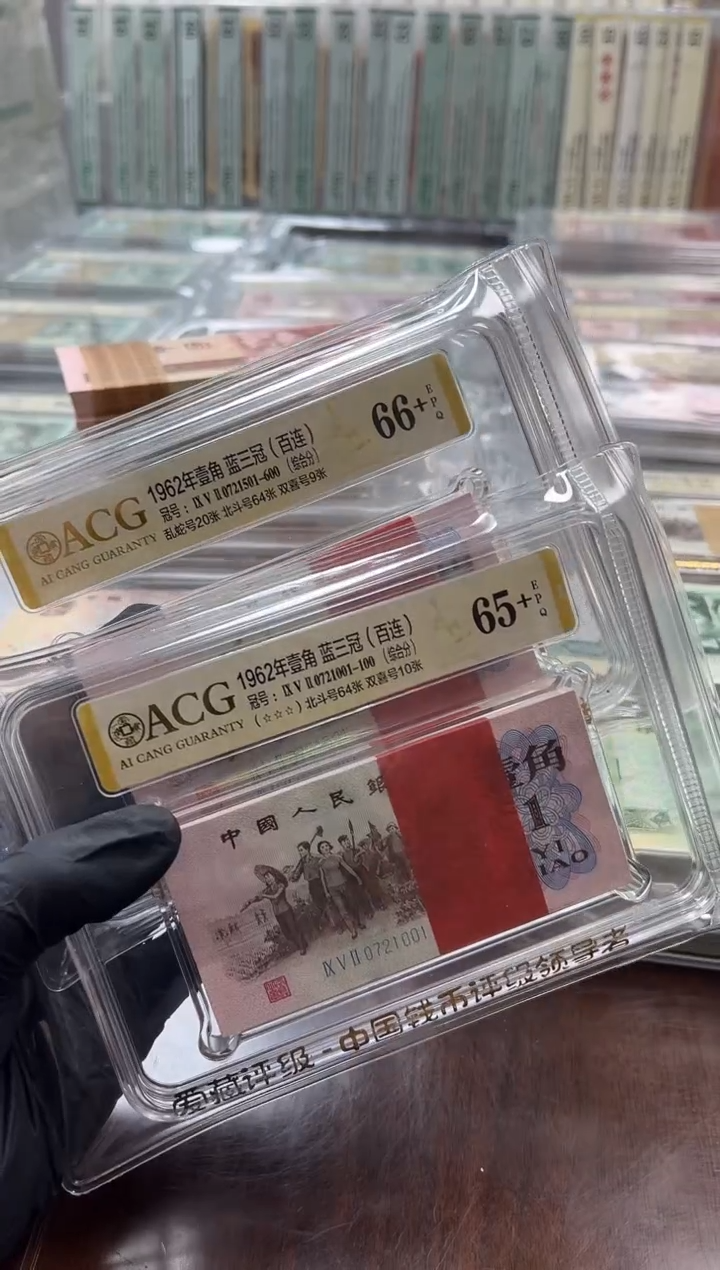 ACG
AI CANG GUARANTY
1962年壹角 蓝三冠（百连）
冠号：IX V II 0721501-600 （综合分）
乱蛇号20张 北斗号64张 双喜号9张
66+
EPQ
ACG
AI CANG GUARANTY
1962年壹角 蓝三冠（百连）
冠号：IX V II 0721001-100 （综合分）
（☆☆☆）北斗号64张 双喜号10张
65+
EPQ
中國人民銀
壹角
1
YI
JIAO
IX V II 0721001
爱藏评级-中国钱币评级领导者